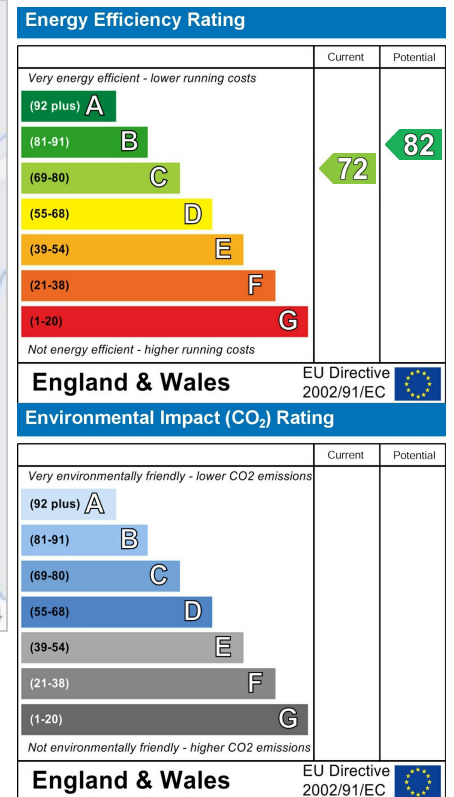 Energy Efficiency Rating
Current Potential
Very energy efficient - lower running costs
(92 plus) A
(81-91) B
(69-80) C
(55-68) D
(39-54) E
(21-38) F
(1-20) G
72
82
Not energy efficient - higher running costs
England & Wales
EU Directive
2002/91/EC
Environmental Impact (CO₂) Rating
Current Potential
Very environmentally friendly - lower CO2 emissions
(92 plus) A
(81-91) B
(69-80) C
(55-68) D
(39-54) E
(21-38) F
(1-20) G
Not environmentally friendly - higher CO2 emissions
England & Wales
EU Directive
2002/91/EC